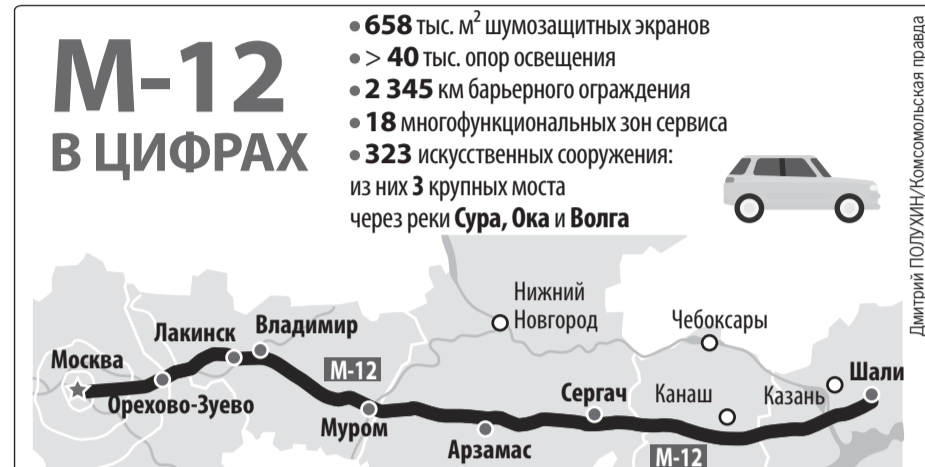 М-12
В ЦИФРАХ
• 658 тыс. м² шумозащитных экранов
• > 40 тыс. опор освещения
• 2 345 км барьерного ограждения
• 18 многофункциональных зон сервиса
• 323 искусственных сооружения:
из них 3 крупных моста
через реки Сура, Ока и Волга
Дмитрий ПОЛУХИН/Комсомольская правда
Москва
Орехово-Зуево
Лакинск
Владимир
М-12
Муром
Нижний
Новгород
Арзамас
Сергач
Чебоксары
Канаш
М-12
Казань
Шали